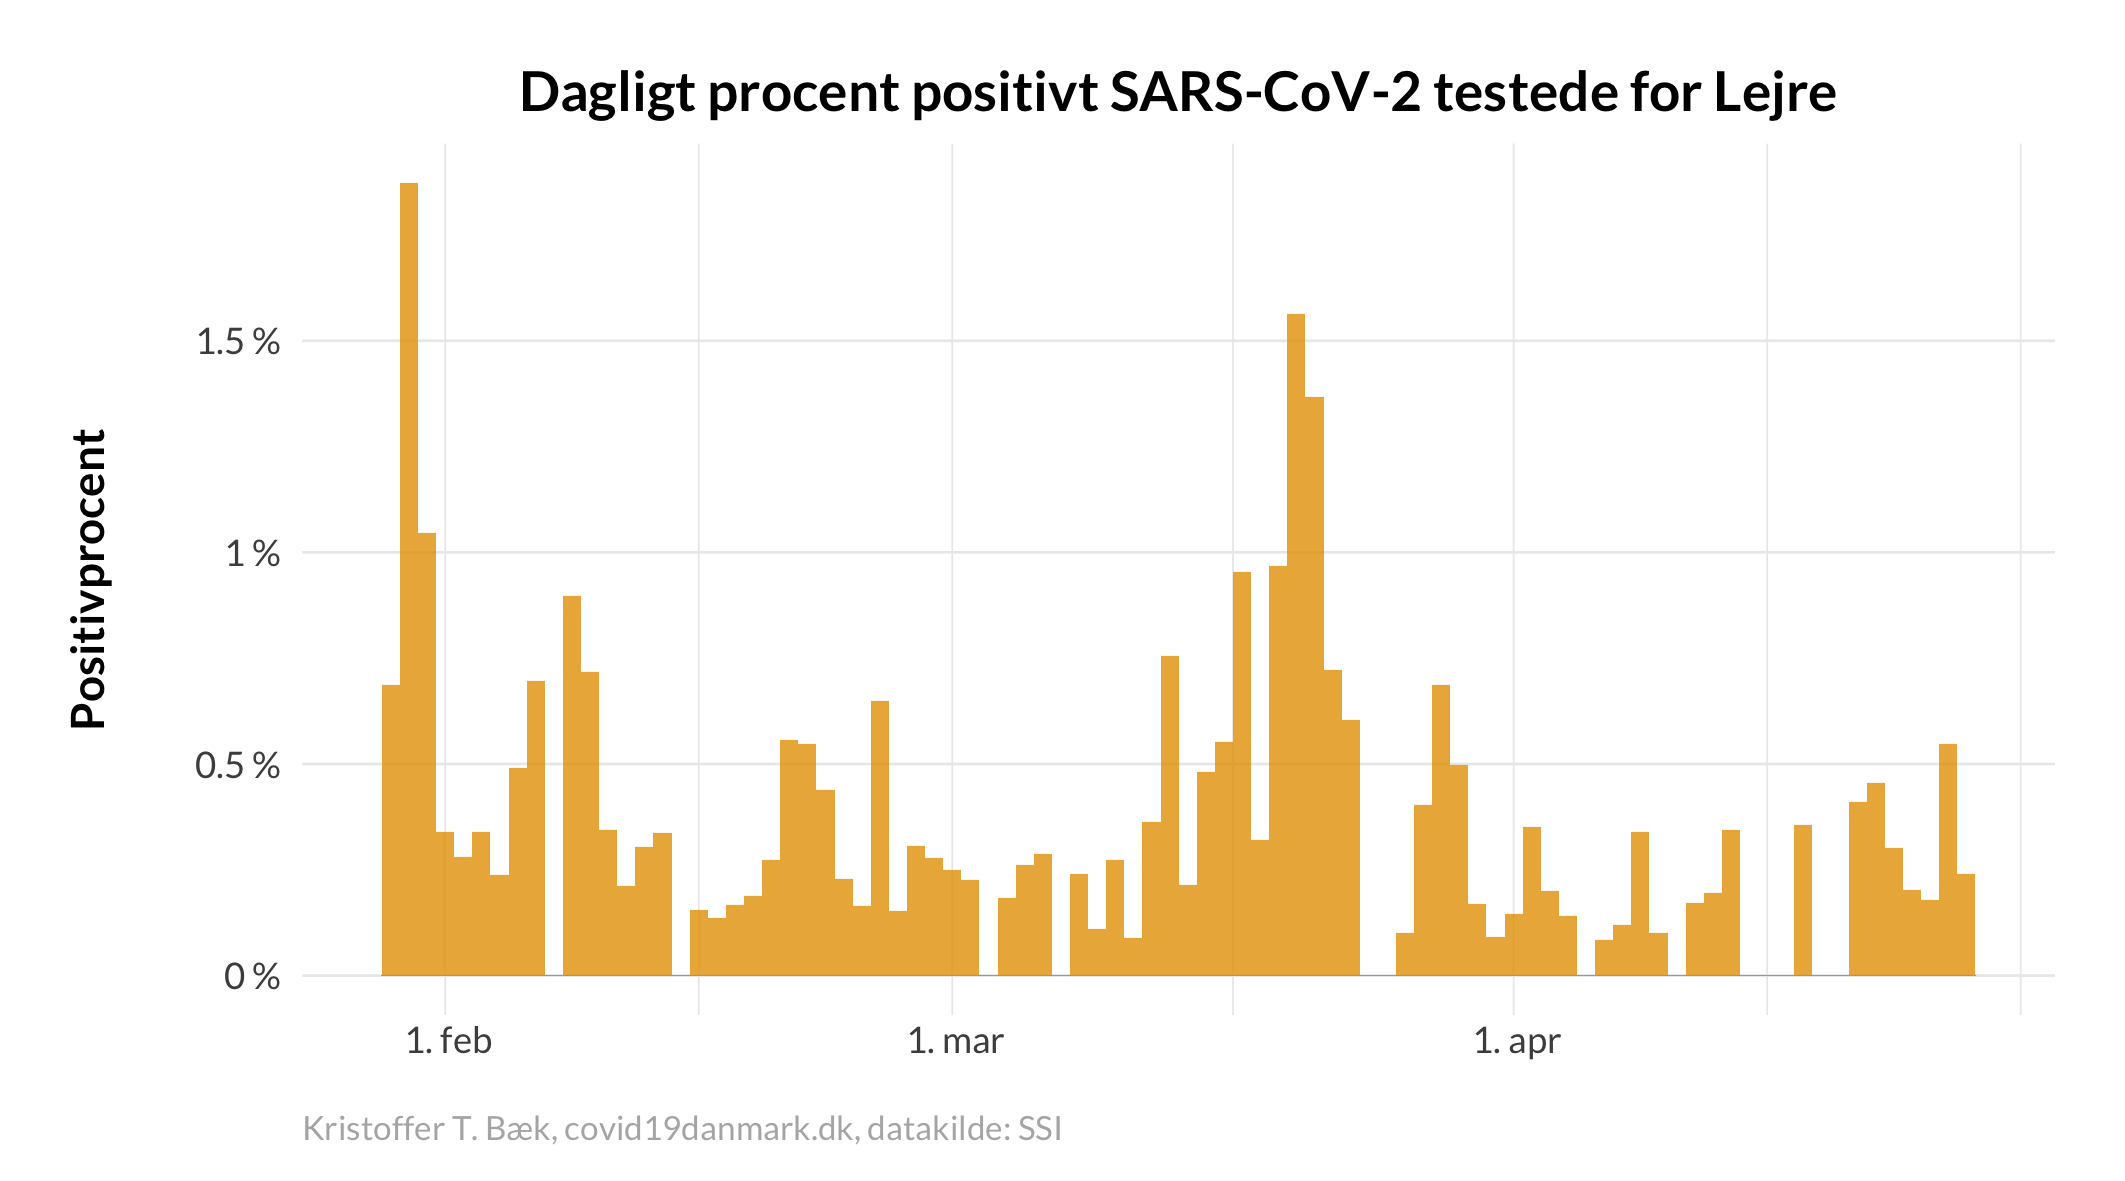 Dagligt procent positivt SARS-CoV-2 testede for Lejre
Positivprocent
1.5 %
1 %
0.5 %
0 %
1. feb
1. mar
1. apr
Kristoffer T. Bæk, covid19danmark.dk, datakilde: SSI